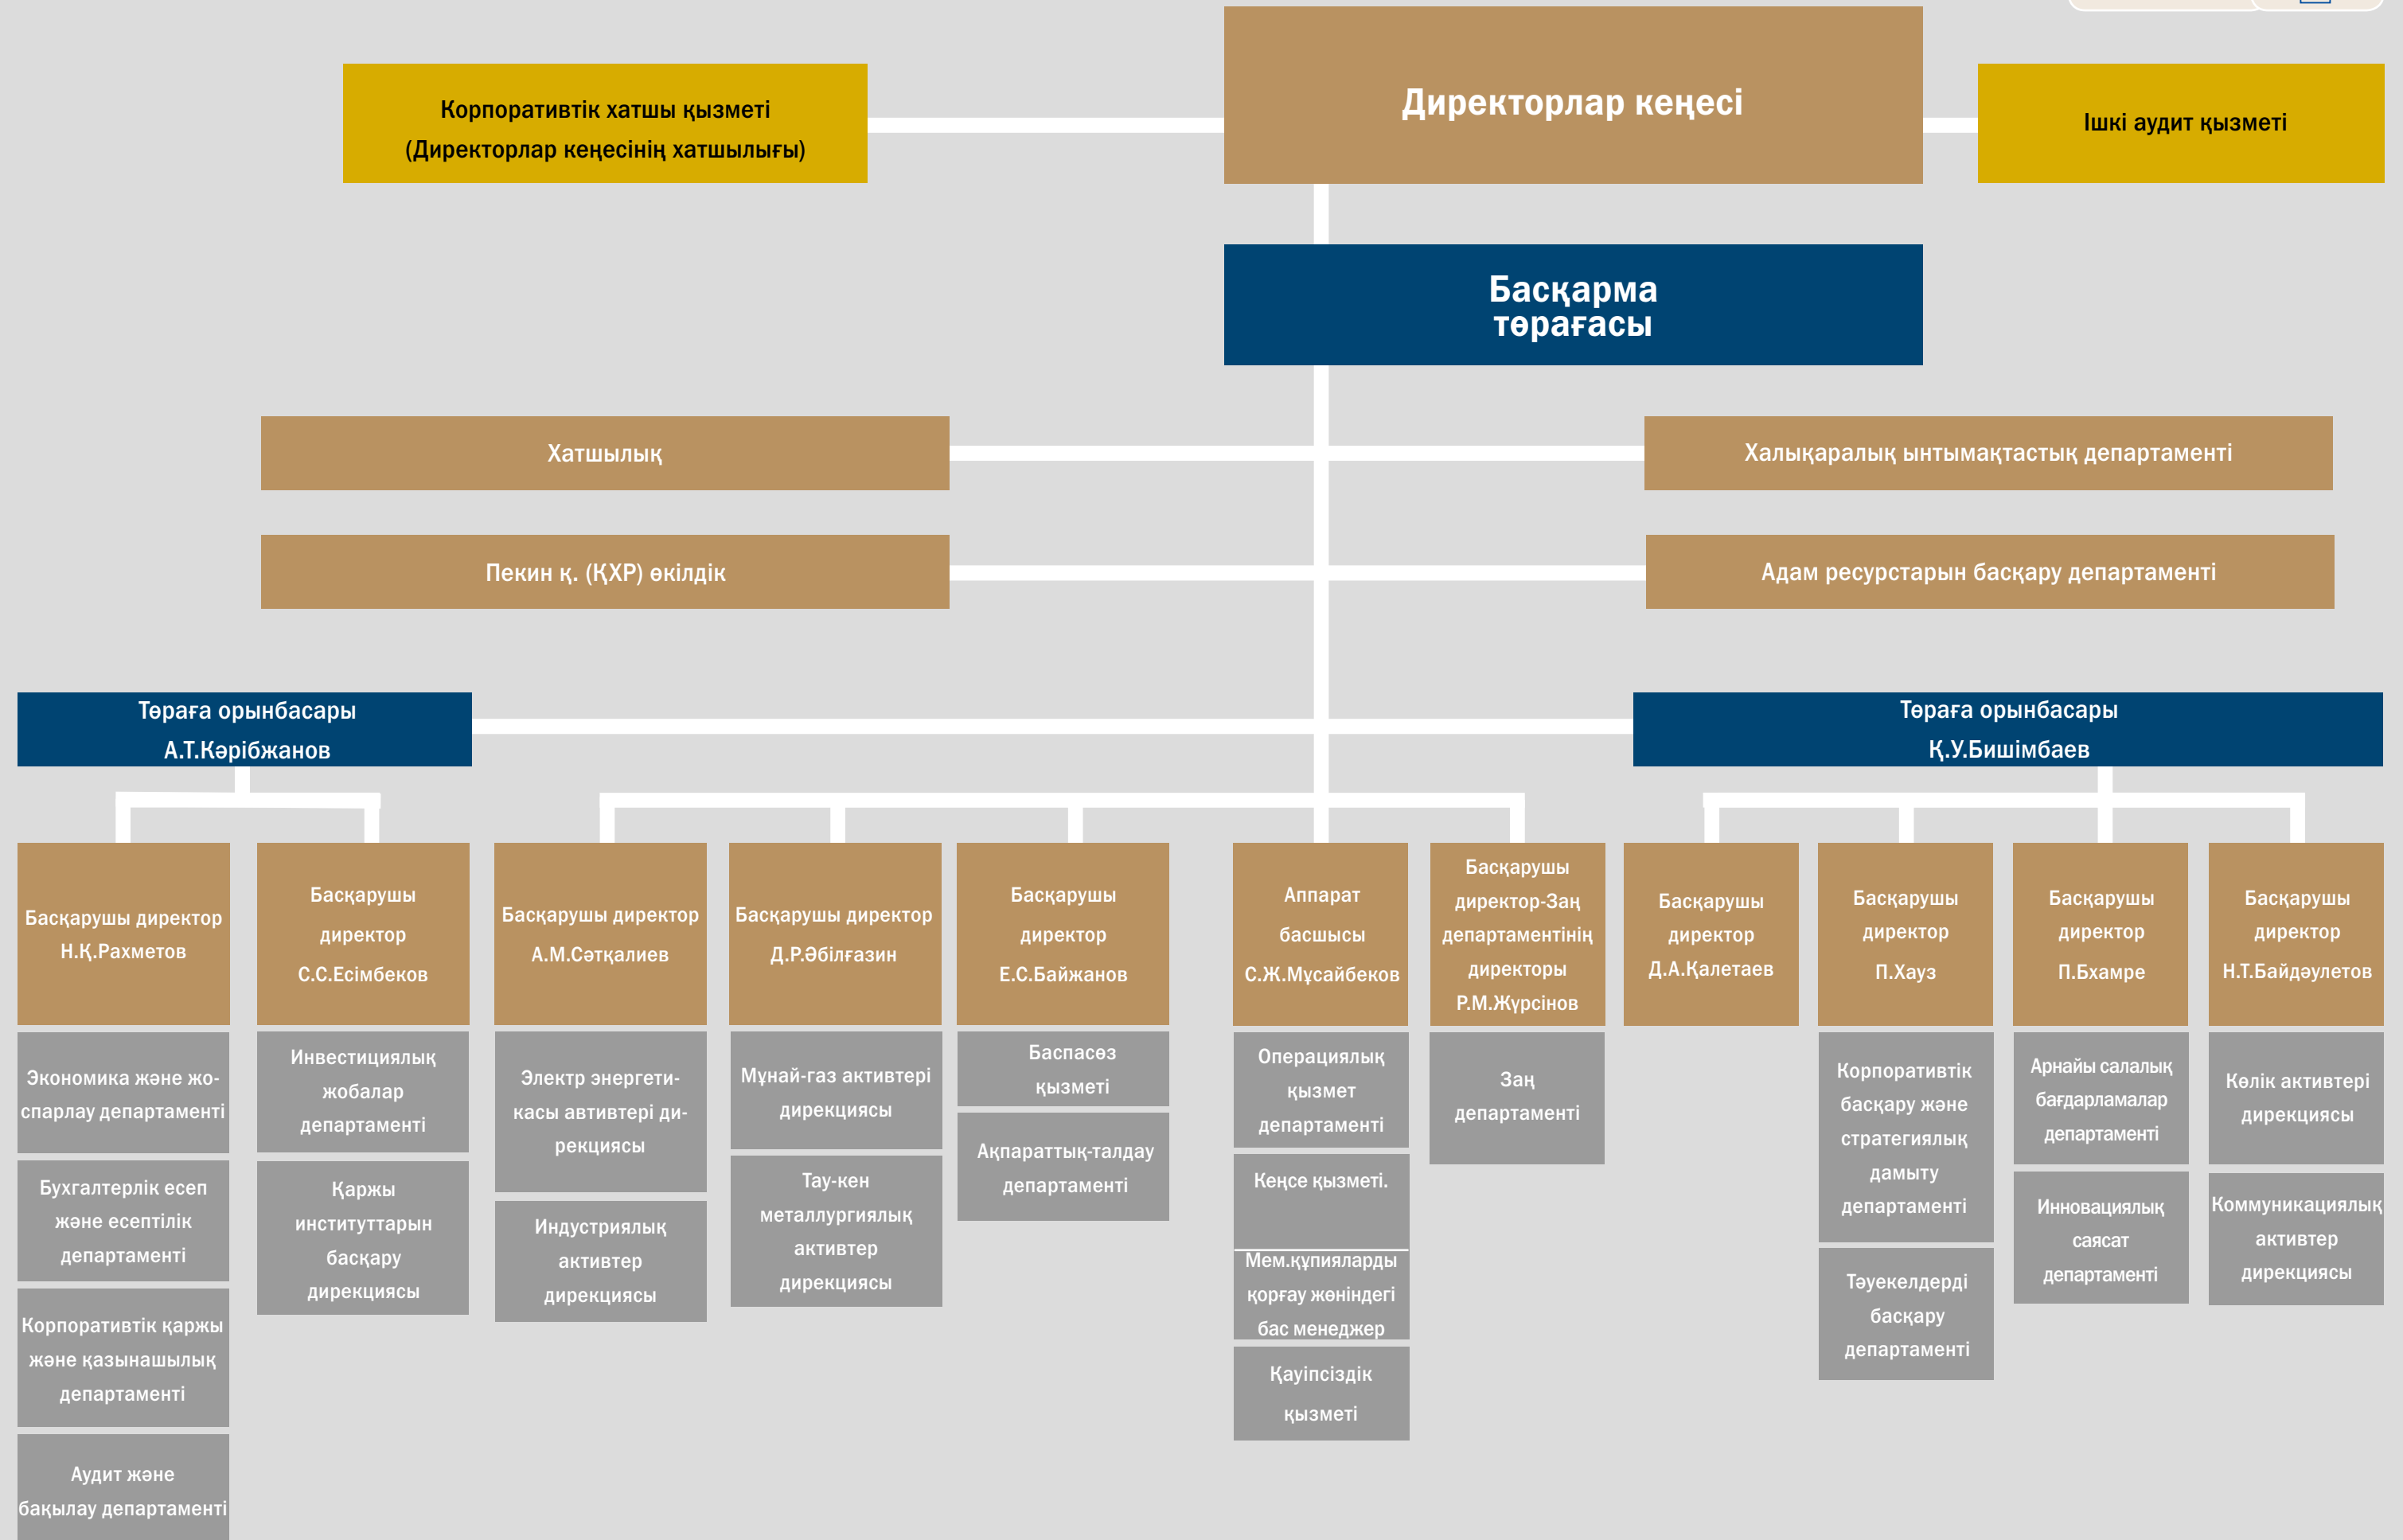 Корпоративтік хатшы қызметі
(Директорлар кеңесінің хатшылығы)
Директорлар кеңесі
Ішкі аудит қызметі
Басқарма
төрағасы
Хатшылық
Халықаралық ынтымақтастық департаменті
Пекин қ. (ҚХР) өкілдік
Адам ресурстарын басқару департаменті
Төраға орынбасары
А.Т.Кәрібжанов
Төраға орынбасары
Қ.У.Бишімбаев
Басқарушы директор
Н.Қ.Рахметов
Экономика және жо-
спарлау департаменті
Бухгалтерлік есеп
және есептілік
департаменті
Корпоративтік қаржы
және қазынашылық
департаменті
Аудит және
бақылау департаменті
Басқарушы
директор
С.С.Есімбеков
Инвестициялық
жобалар
департаменті
Қаржы
институттарын
басқару
дирекциясы
Басқарушы директор
А.М.Сәтқалиев
Электр энергети-
касы автивтері ди-
рекциясы
Индустриялық
активтер
дирекциясы
Басқарушы директор
Д.Р.Әбілғазин
Мұнай-газ активтері
дирекциясы
Тау-кен
металлургиялық
активтер
дирекциясы
Басқарушы
директор
Е.С.Байжанов
Баспасөз
қызметі
Ақпараттық-талдау
департаменті
Аппарат
басшысы
С.Ж.Мұсайбеков
Операциялық
қызмет
департаменті
Кеңсе қызметі.
Мем.құпияларды
қорғау жөніндегі
бас менеджер
Қауіпсіздік
қызметі
Басқарушы
директор-Заң
департаментінің
директоры
Р.М.Жүрсінов
Заң
департаменті
Басқарушы
директор
Д.А.Қалетаев
Басқарушы
директор
П.Хауз
Корпоративтік
басқару және
стратегиялық
дамыту
департаменті
Тәуекелдерді
басқару
департаменті
Басқарушы
директор
П.Бхамре
Арнайы салалық
бағдарламалар
департаменті
Инновациялық
саясат
департаменті
Басқарушы
директор
Н.Т.Байдәулетов
Көлік активтері
дирекциясы
Коммуникациялық
активтер
дирекциясы